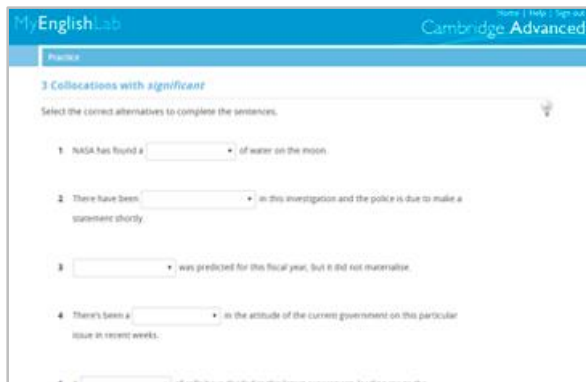 MyEnglishLab
Home | Help | Sign out
Cambridge Advanced
Practice
3 Collocations with significant
Select the correct alternatives to complete the sentences.
1 NASA has found a of water on the moon.
2 There have been in this investigation and the police is due to make a
statement shortly.
3 was predicted for this fiscal year, but it did not materialise.
4 There's been a in the attitude of the current government on this particular
issue in recent weeks.